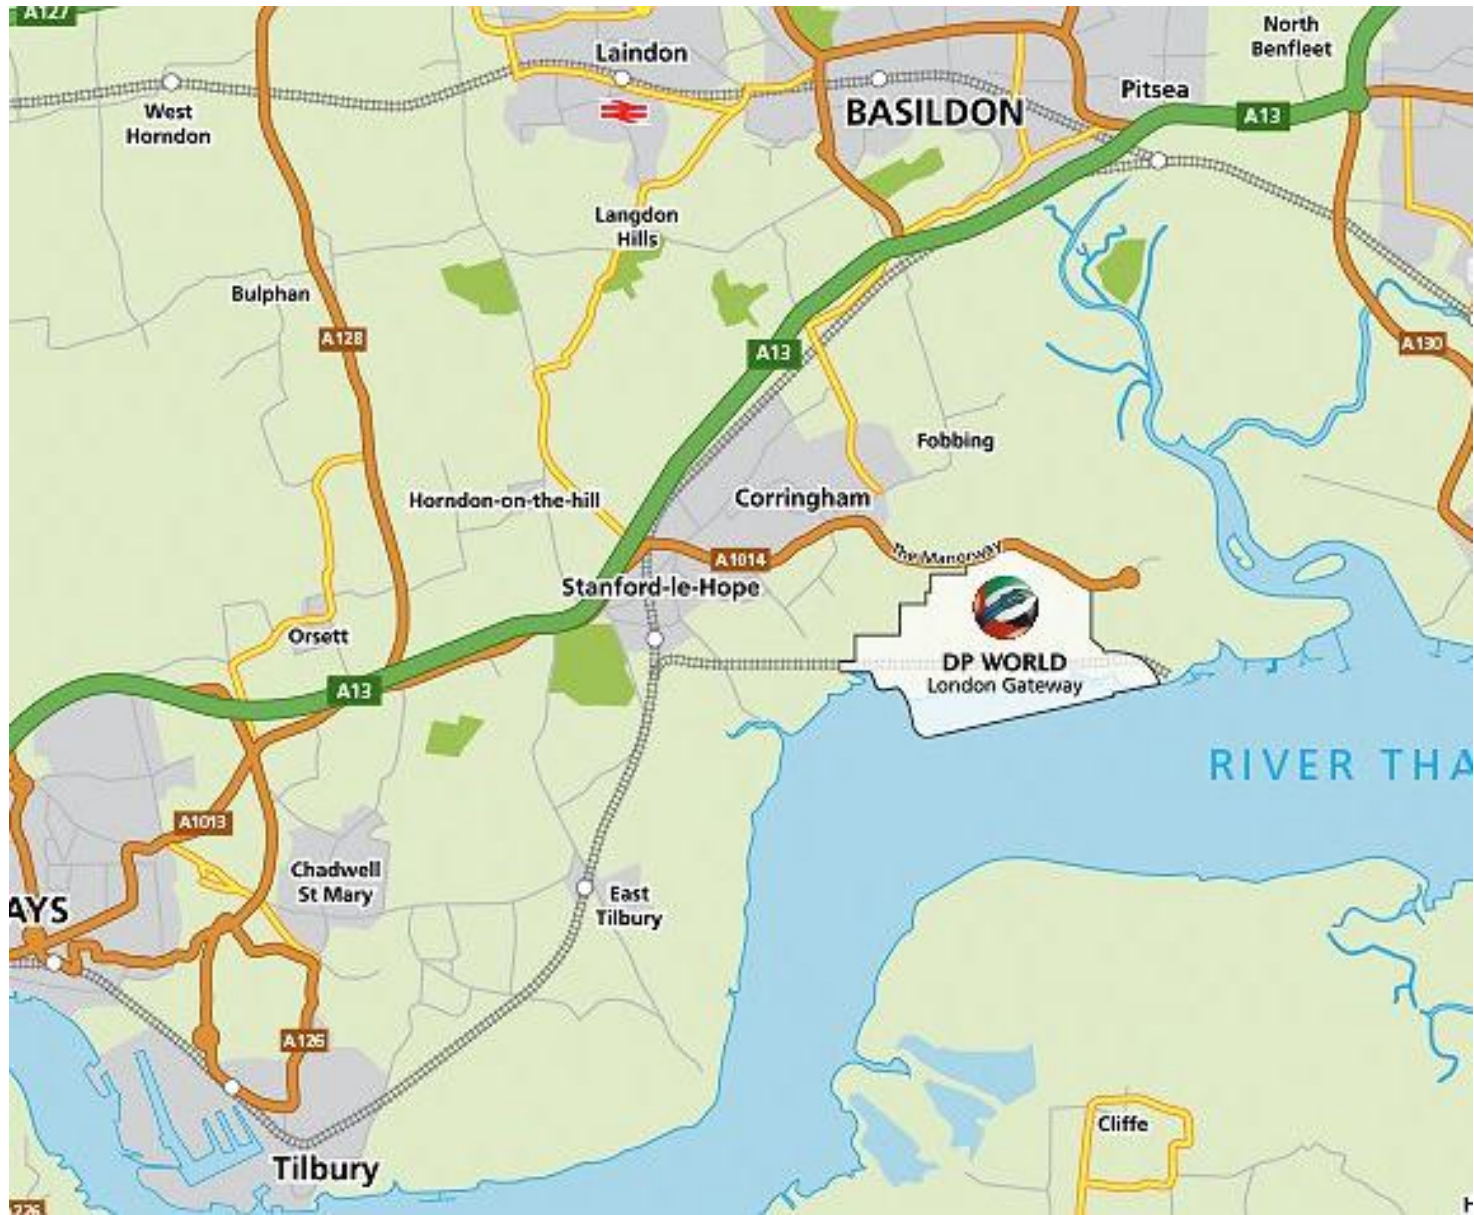 A127
North
Benfleet
Laindon
Pitsea
West
Horndon
BASILDON
A13
Langdon
Hills
Bulphan
A128
A13
A130
Fobbing
Horndon-on-the-hill
Corringham
The Manorway
A1014
Stanford-le-Hope
Orsett
DP WORLD
London Gateway
A13
RIVER THA
A1013
Chadwell
St Mary
East
Tilbury
AYS
A126
Cliffe
Tilbury
226
H